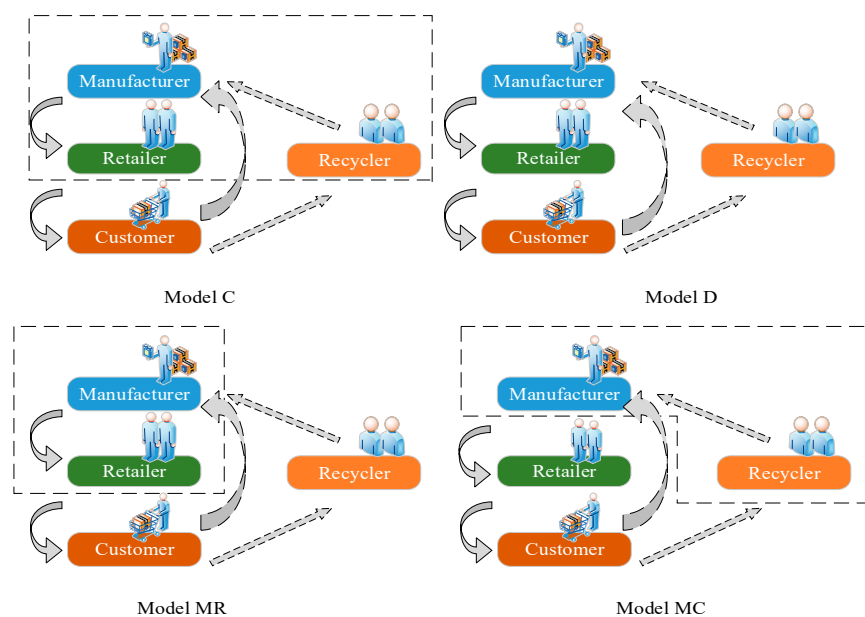 Manufacturer
Retailer
Recycler
Customer
Model C
Manufacturer
Retailer
Recycler
Customer
Model D
Manufacturer
Retailer
Recycler
Customer
Model MR
Manufacturer
Retailer
Recycler
Customer
Model MC